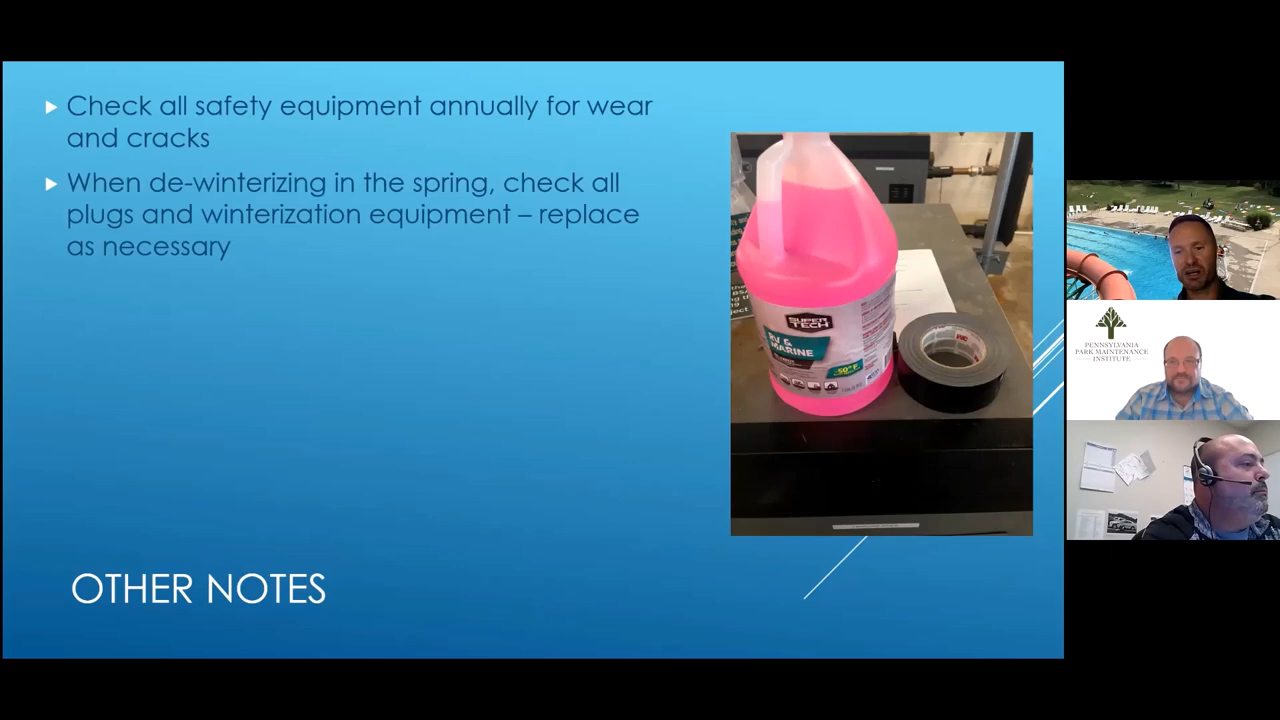 Check all safety equipment annually for wear
and cracks
When de-winterizing in the spring, check all
plugs and winterization equipment – replace
as necessary
SUPER
TECH
RV &
MARINE
-50°F
OTHER NOTES
PENNSYLVANIA
PARK MAINTENANCE
INSTITUTE